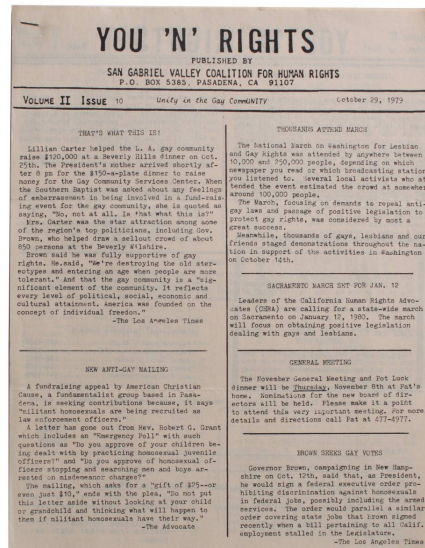 YOU 'N' RIGHTS
PUBLISHED BY
SAN GABRIEL VALLEY COALITION FOR HUMAN RIGHTS
P.O. BOX 5385, PASADENA, CA 91107
VOLUME II ISSUE 10 Unity in the Gay CommUNITY October 29, 1979
THAT'S WHAT THIS IS!
Lillian Carter helped the L. A. gay community
raise $120,000 at a Beverly Hills dinner on Oct.
25th. The President's mother arrived shortly af-
ter 8 pm for the $150-a-plate dinner to raise
money for the Gay Community Services Center. When
the Southern Baptist was asked about any feelings
of embarressment in being involved in a fund-rais-
ing event for the gay community, she is quoted as
saying, "No, not at all. Is that what this is?"
Mrs. Carter was the star attraction among some
of the region's top politicians, including Gov.
Brown, who helped draw a sellout crowd of about
850 persons at the Beverly Wilshire.
Brown said he was fully supportive of gay
rights. He said, "We're destroying the old ster-
eotypes and entering an age when people are more
tolerant." And that the gay community is a "sig-
nificant element of the community. It reflects
every level of political, social, economic and
cultural attainment. America was founded on the
concept of individual freedom."
-The Los Angeles Times
NEW ANTI-GAY MAILING
A fundraising appeal by American Christian
Cause, a fundamentalist group based in Pasa-
dena, is seeking contributions because, it says
"militant homosexuals are being recruited as
law enforcement officers."
A letter has gone out from Rev. Robert G. Grant
which includes an "Emergency Poll" with such
questions as "Do you approve of your children be-
ing dealt with by practicing homosexual juvenile
officers?" and "Do you approve of homosexual of-
ficers stopping and searching men and boys ar-
rested on misdemeanor charges?"
The mailing, which asks for a "gift of $25--or
even just $10," ends with the plea, "Do not put
this letter aside without looking at your child
or grandchild and thinking what will happen to
them if militant homosexuals have their way."
-The Advocate
THOUSANDS ATTEND MARCH
The National March on Washington for Lesbian
and Gay Rights was attended by anywhere between
10,000 and 250,000 people, depending on which
newspaper you read or which broadcasting station
you listened to. Several local activists who at-
tended the event estimated the crowd at somewhere
around 100,000 people.
The March, focusing on demands to repeal anti-
gay laws and passage of positive legislation to
protect gay rights, was considered by most a
great success.
Meanwhile, thousands of gays, lesbians and our
friends staged demonstrations throughout the na-
tion in support of the activities in Washington
on October 14th.
SACRAMENTO MARCH SET FOR JAN. 12
Leaders of the California Human Rights Advo-
cates (CHRA) are calling for a state-wide march
on Sacramento on January 12, 1980. The march
will focus on obtaining positive legislation
dealing with gays and lesbians.
GENERAL MEETING
The November General Meeting and Pot Luck
dinner will be Thursday, November 8th at Pat's
home. Nominations for the new board of dir-
ectors will be held. Please make it a point
to attend this very important meeting. For more
details and directions call Pat at 477-4977.
BROWN SEEKS GAY VOTES
Governor Brown, campaigning in New Hamp-
shire on Oct. 12th, said that, as President,
he would sign a federal executive order pro-
hibiting discrimination against homosexuals
in federal jobs, possibly including the armed
services. The order would parallel a similar
order covering state jobs that Brown signed
recently when a bill pertaining to all Calif.
employment stalled in the Legislature.
-The Los Angeles Times